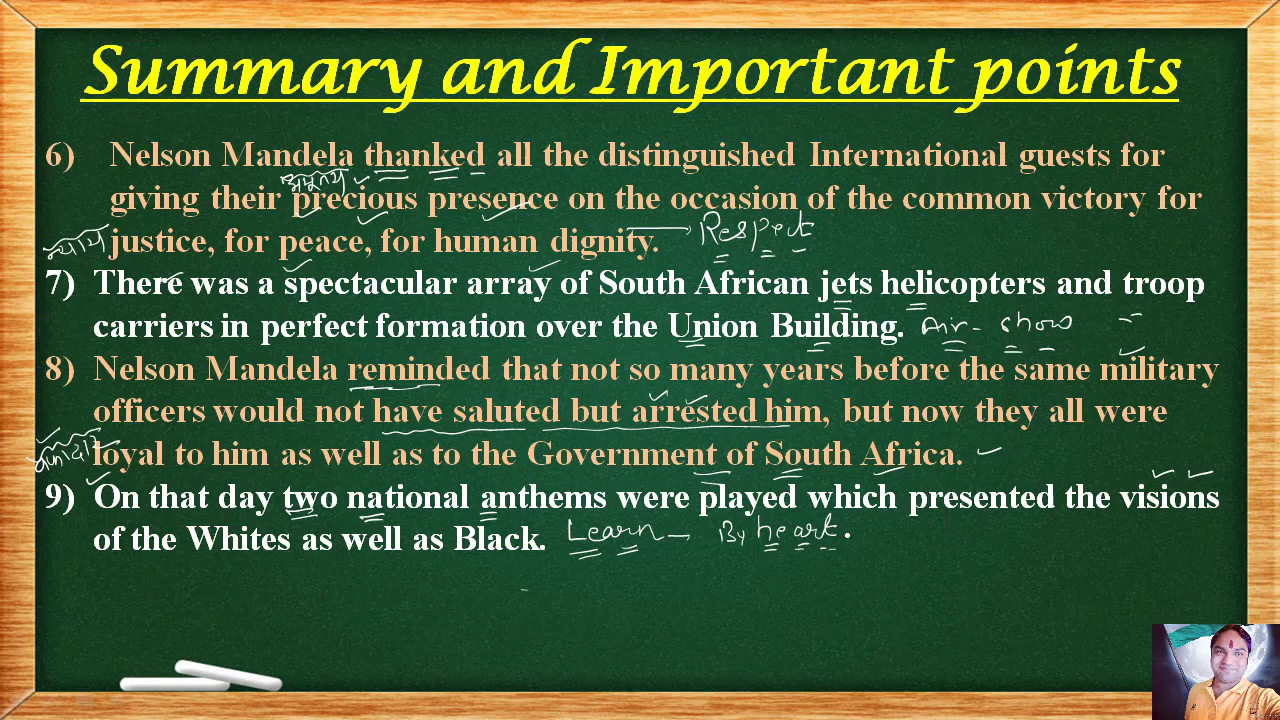 Summary and Important points
6) Nelson Mandela thanked all the distinguished International guests for
अमूल्य
giving their precious presence on the occasion of the common victory for
न्याय justice, for peace, for human dignity. Respect
7) There was a spectacular array of South African jets helicopters and troop
carriers in perfect formation over the Union Building. Air - show
8) Nelson Mandela reminded that not so many years before the same military
officers would not have saluted but arrested him, but now they all were
loyal to him as well as to the Government of South Africa.
9) On that day two national anthems were played which presented the visions
of the Whites as well as Black. Learn - By heart.